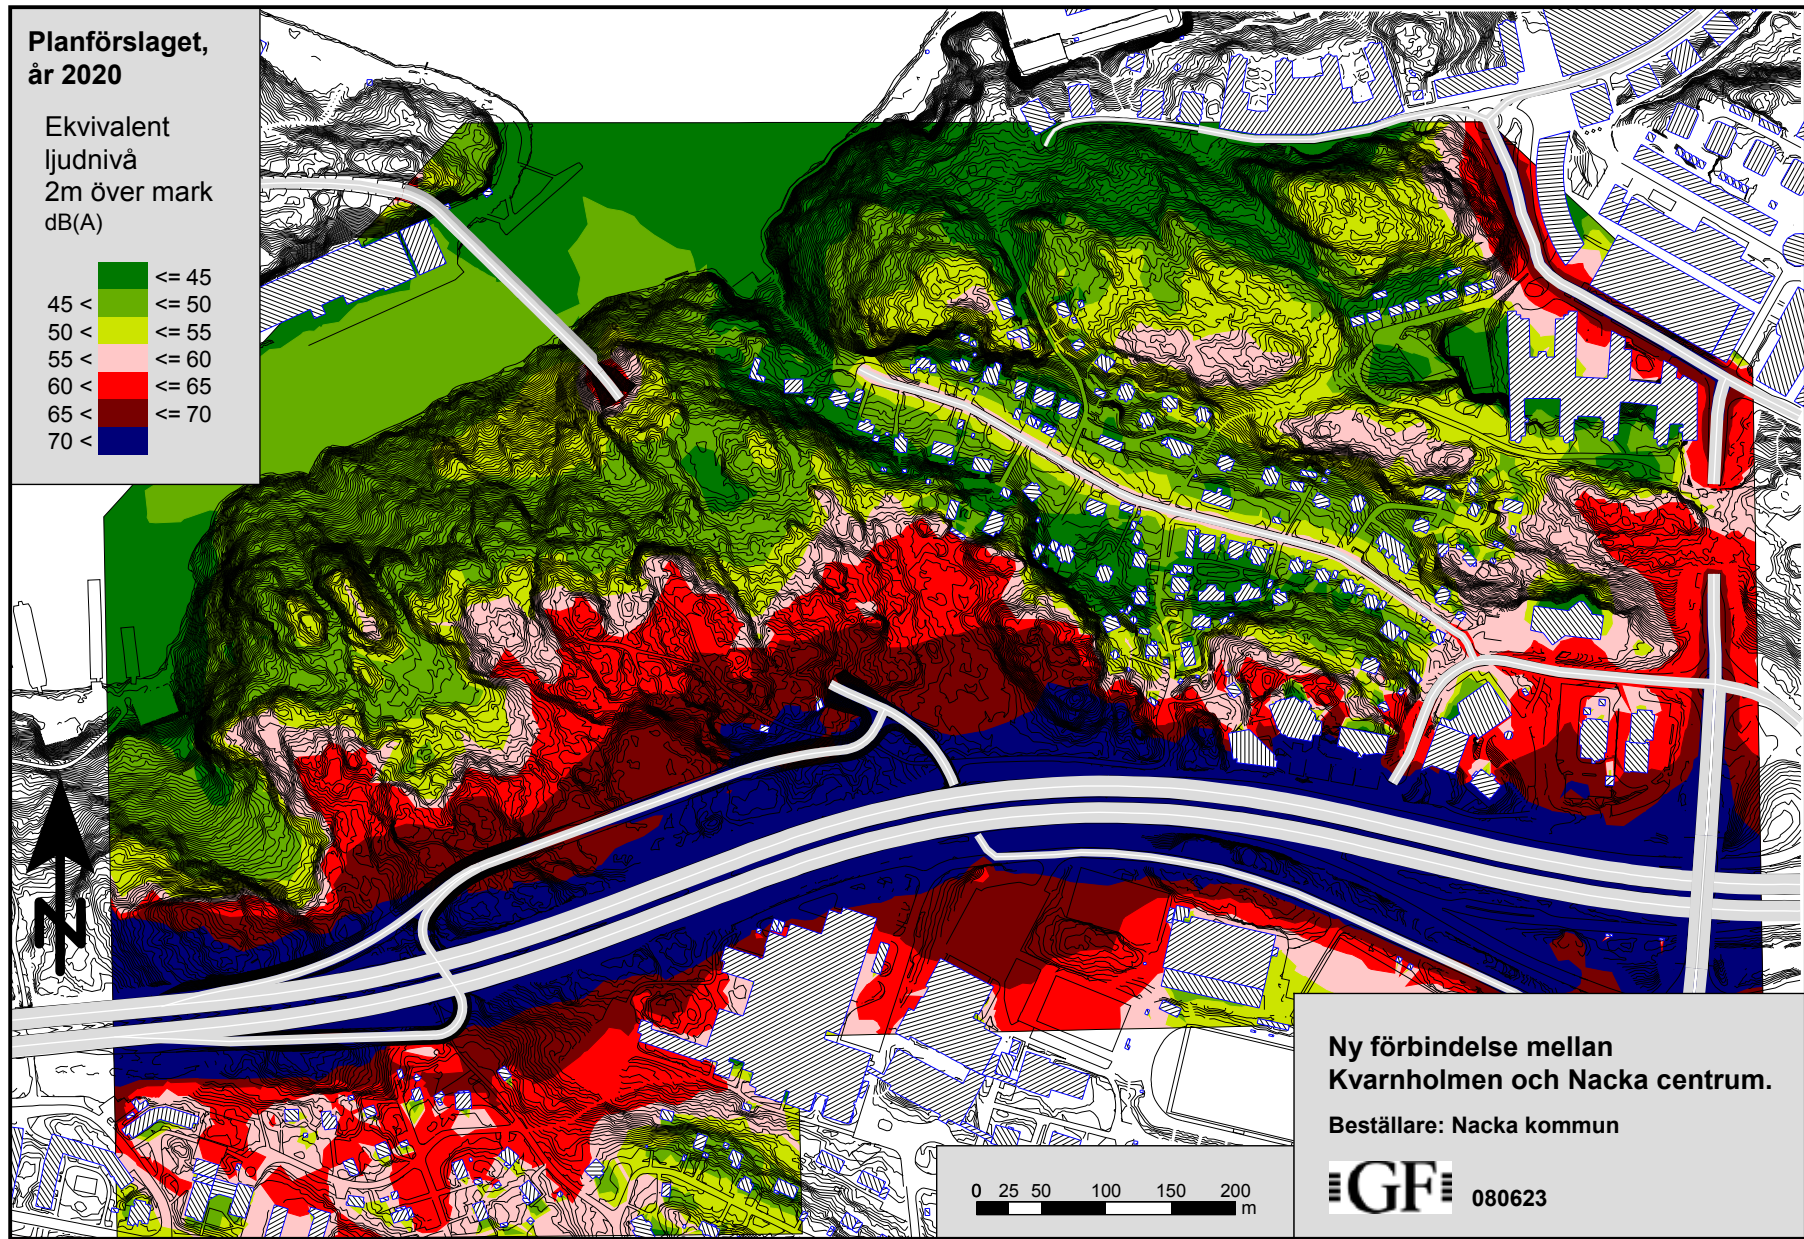 Planförslaget,
år 2020
Ekvivalent
ljudnivå
2m över mark
dB(A)
<= 45
45 < <= 50
50 < <= 55
55 < <= 60
60 < <= 65
65 < <= 70
70 <
N
0 25 50 100 150 200
m
Ny förbindelse mellan
Kvarnholmen och Nacka centrum.
Beställare: Nacka kommun
GF 080623